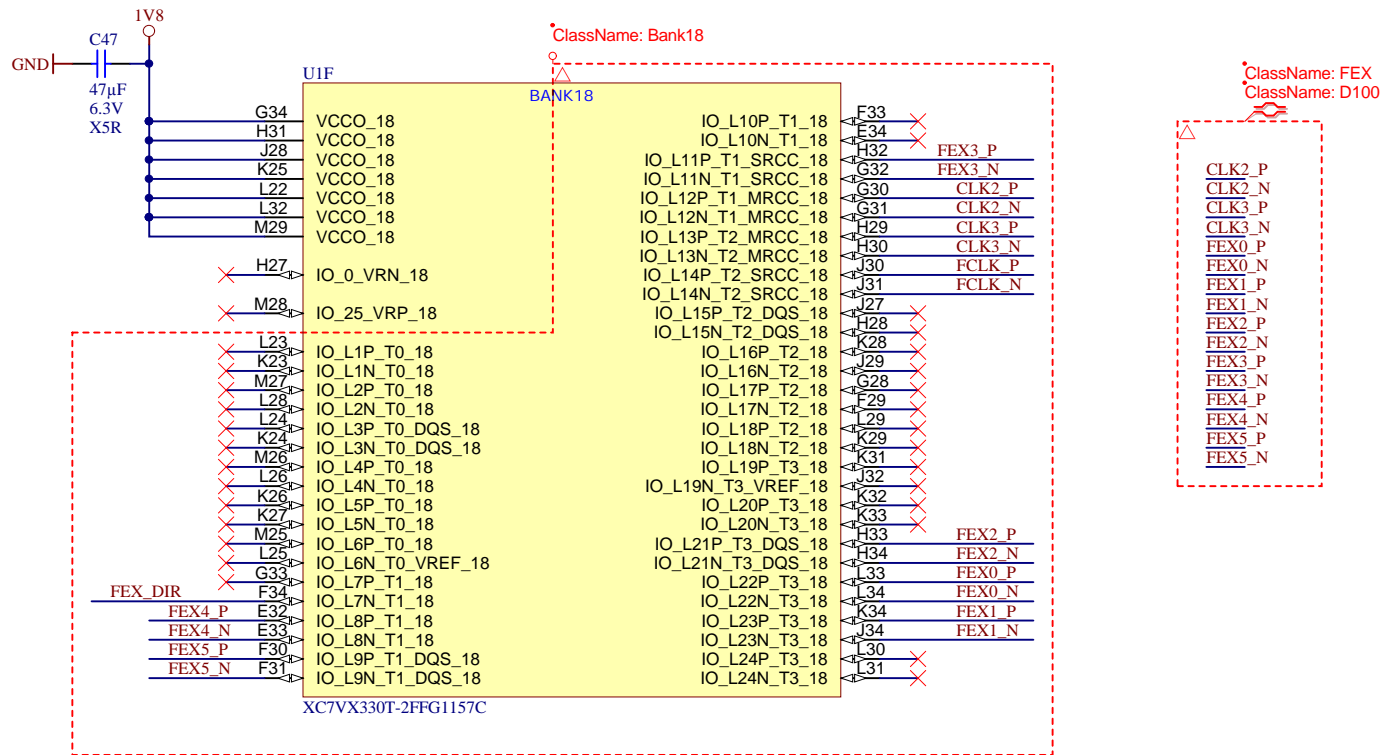 1V8
ClassName: Bank18
C47
GND
47µF
6.3V
X5R
U1F
BANK18
G34 VCCO_18
H31 VCCO_18
J28 VCCO_18
K25 VCCO_18
L22 VCCO_18
L32 VCCO_18
M29 VCCO_18
H27 IO_0_VRN_18
M28 IO_25_VRP_18
L23 IO_L1P_T0_18
K23 IO_L1N_T0_18
M27 IO_L2P_T0_18
L28 IO_L2N_T0_18
L24 IO_L3P_T0_DQS_18
K24 IO_L3N_T0_DQS_18
M26 IO_L4P_T0_18
L26 IO_L4N_T0_18
K26 IO_L5P_T0_18
K27 IO_L5N_T0_18
M25 IO_L6P_T0_18
L25 IO_L6N_T0_VREF_18
G33 IO_L7P_T1_18
FEX_DIR F34 IO_L7N_T1_18
FEX4_P E32 IO_L8P_T1_18
FEX4_N E33 IO_L8N_T1_18
FEX5_P F30 IO_L9P_T1_DQS_18
FEX5_N F31 IO_L9N_T1_DQS_18
IO_L10P_T1_18 F33
IO_L10N_T1_18 E34
IO_L11P_T1_SRCC_18 H32 FEX3_P
IO_L11N_T1_SRCC_18 G32 FEX3_N
IO_L12P_T1_MRCC_18 G30 CLK2_P
IO_L12N_T1_MRCC_18 G31 CLK2_N
IO_L13P_T2_MRCC_18 H29 CLK3_P
IO_L13N_T2_MRCC_18 H30 CLK3_N
IO_L14P_T2_SRCC_18 J30 FCLK_P
IO_L14N_T2_SRCC_18 J31 FCLK_N
IO_L15P_T2_DQS_18 J27
IO_L15N_T2_DQS_18 H28
IO_L16P_T2_18 K28
IO_L16N_T2_18 J29
IO_L17P_T2_18 G28
IO_L17N_T2_18 F29
IO_L18P_T2_18 L29
IO_L18N_T2_18 K29
IO_L19P_T3_18 K31
IO_L19N_T3_VREF_18 J32
IO_L20P_T3_18 K32
IO_L20N_T3_18 K33
IO_L21P_T3_DQS_18 H33 FEX2_P
IO_L21N_T3_DQS_18 H34 FEX2_N
IO_L22P_T3_18 L33 FEX0_P
IO_L22N_T3_18 L34 FEX0_N
IO_L23P_T3_18 K34 FEX1_P
IO_L23N_T3_18 J34 FEX1_N
IO_L24P_T3_18 L30
IO_L24N_T3_18 L31
XC7VX330T-2FFG1157C
ClassName: FEX
ClassName: D100
CLK2_P
CLK2_N
CLK3_P
CLK3_N
FEX0_P
FEX0_N
FEX1_P
FEX1_N
FEX2_P
FEX2_N
FEX3_P
FEX3_N
FEX4_P
FEX4_N
FEX5_P
FEX5_N